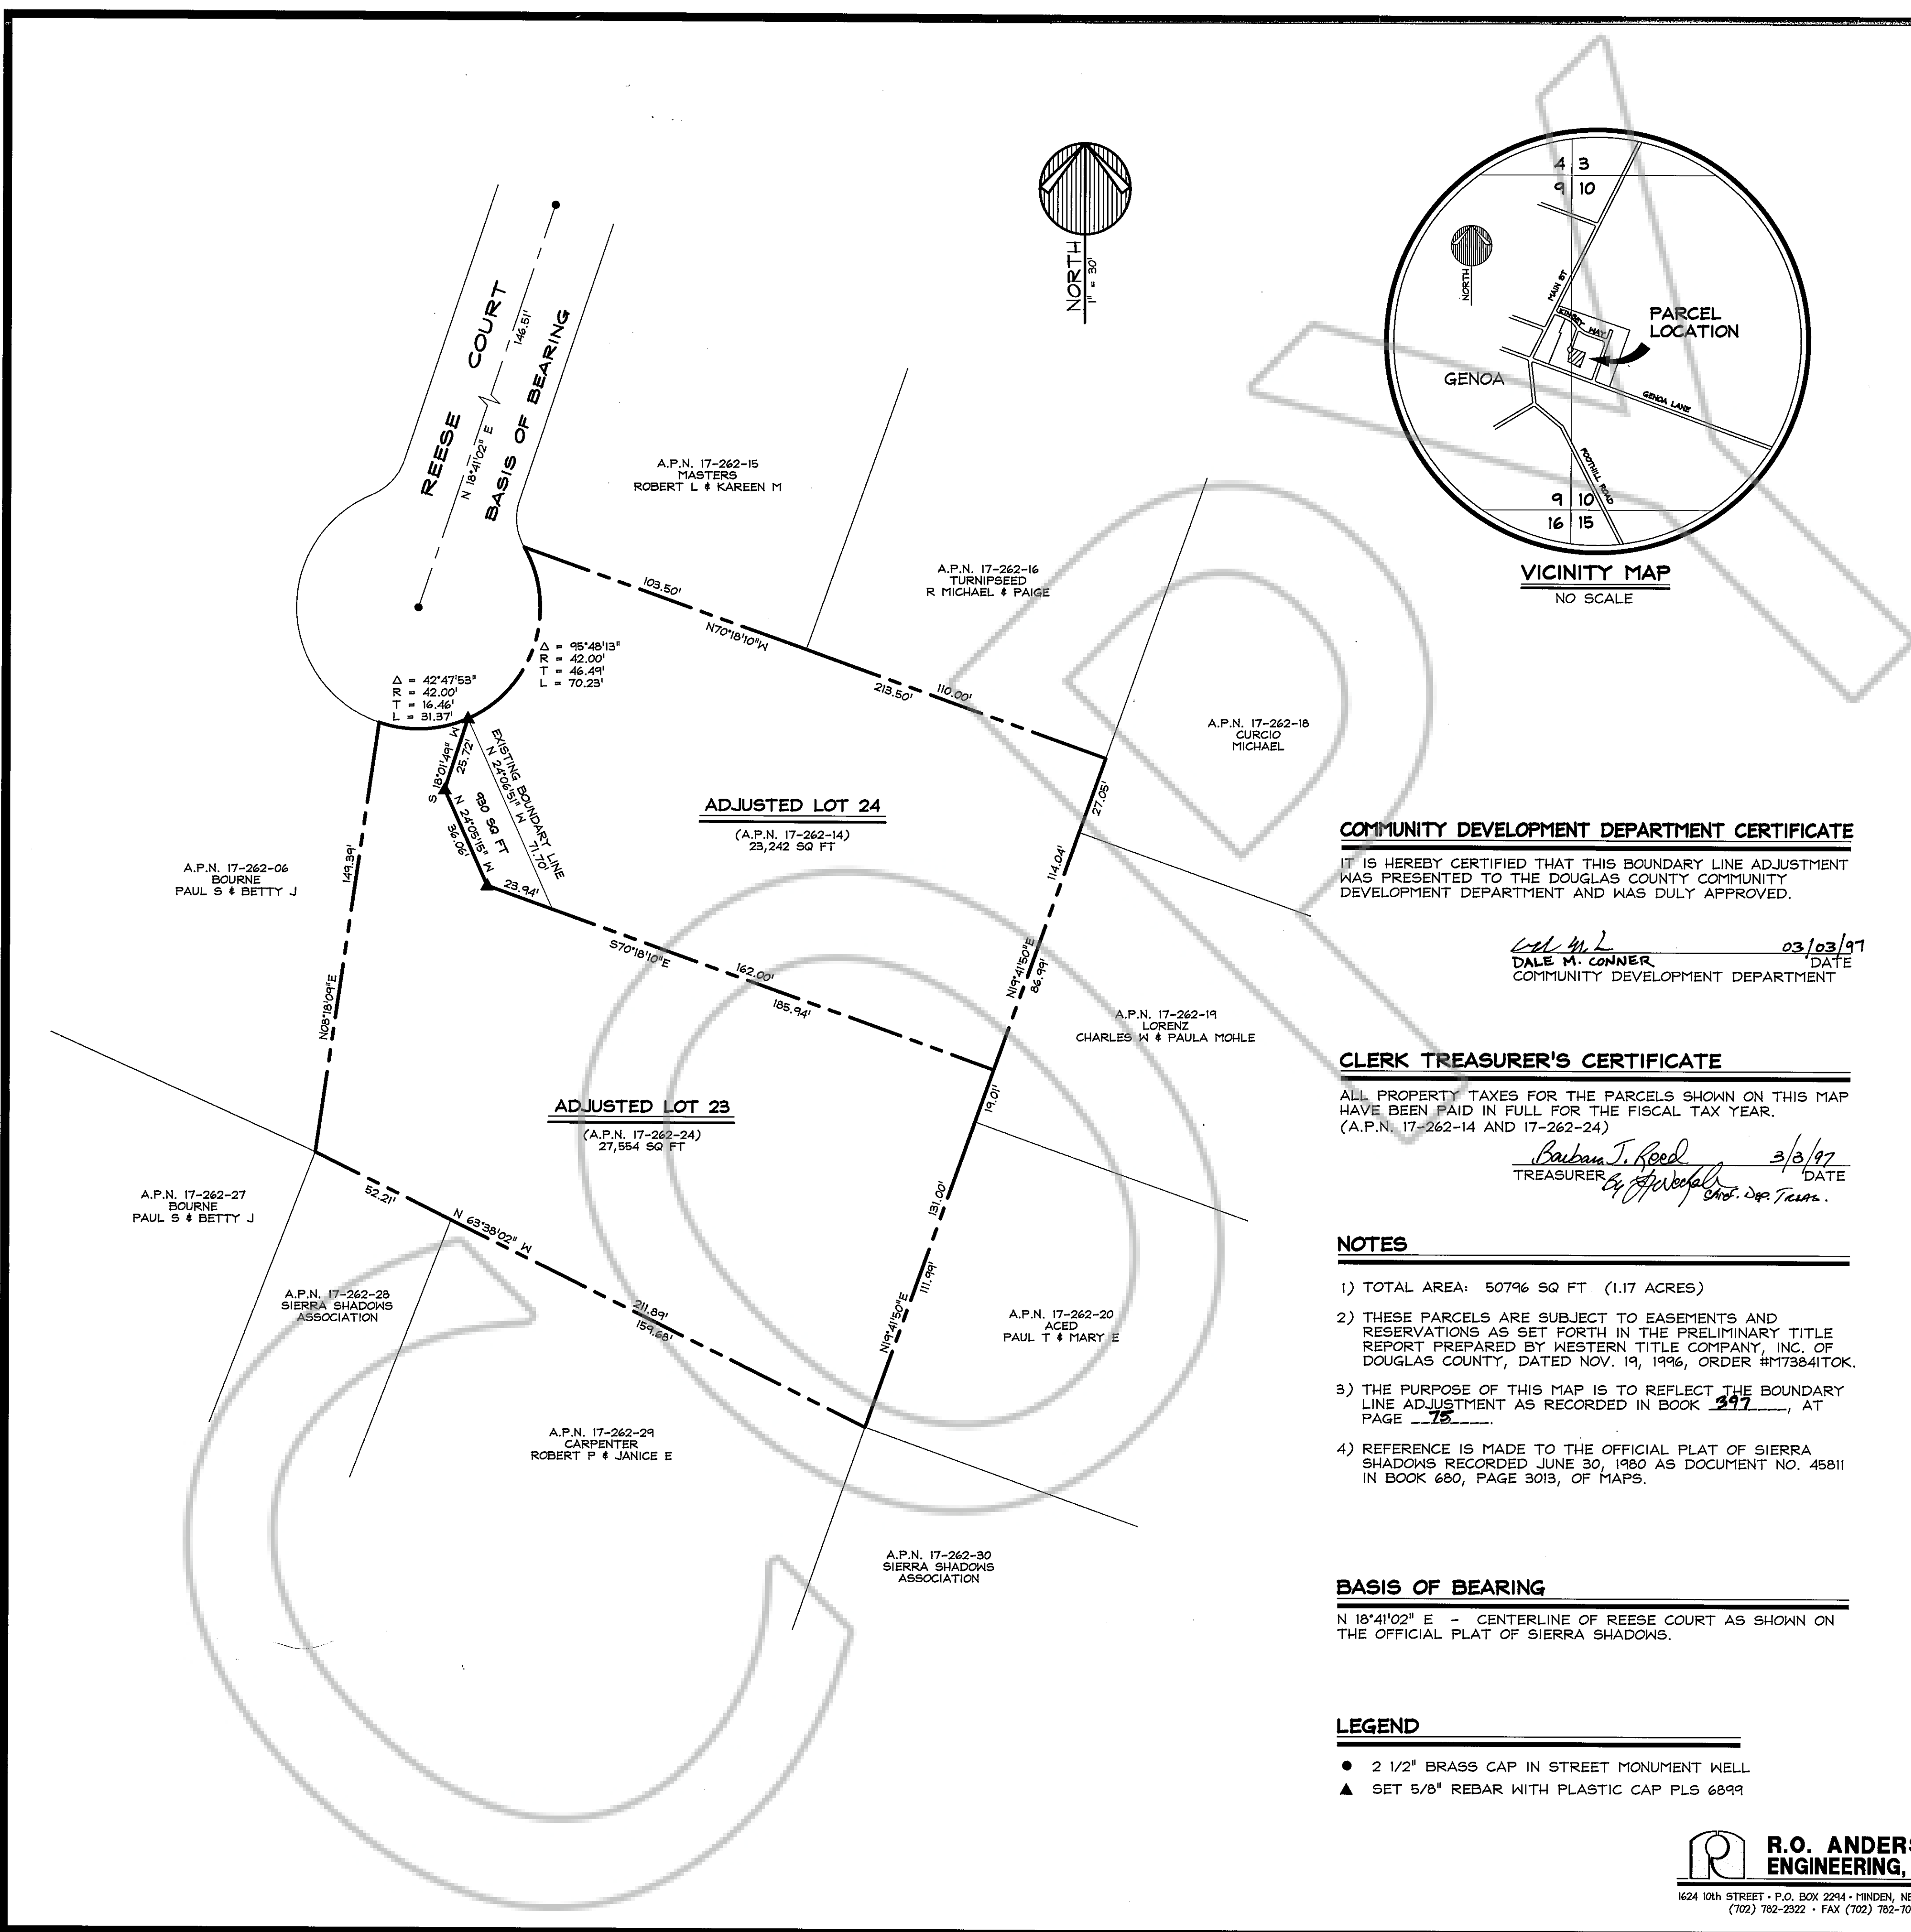 REESE COURT
N 18°41'02" E
146.51'
BASIS OF BEARING
NORTH
1" = 30'
4 3
9 10
NORTH
MAIN ST
KINSEY WAY
PARCEL
LOCATION
GENOA
GENOA LANE
FOOTHILL ROAD
9 10
16 15
VICINITY MAP
NO SCALE
A.P.N. 17-262-15
MASTERS
ROBERT L & KAREEN M
A.P.N. 17-262-16
TURNIPSEED
R MICHAEL & PAIGE
103.50'
N70°18'10"W
213.50'
110.00'
Δ = 95°48'13"
R = 42.00'
T = 46.49'
L = 70.23'
Δ = 42°47'53"
R = 42.00'
T = 16.46'
L = 31.37'
A.P.N. 17-262-18
CURCIO
MICHAEL
S 18°01'49" W
25.72'
EXISTING BOUNDARY LINE
N 24°06'51" W
71.70'
930 SQ FT
N 24°05'15" W
36.06'
23.94'
ADJUSTED LOT 24
(A.P.N. 17-262-14)
23,242 SQ FT
27.05'
114.04'
N19°41'50"E
86.99'
A.P.N. 17-262-06
BOURNE
PAUL S & BETTY J
149.39'
N08°18'09"E
S70°18'10"E
162.00'
185.94'
A.P.N. 17-262-19
LORENZ
CHARLES W & PAULA MOHLE
19.01'
ADJUSTED LOT 23
(A.P.N. 17-262-24)
27,554 SQ FT
131.00'
111.99'
N19°41'50"E
A.P.N. 17-262-27
BOURNE
PAUL S & BETTY J
52.21'
N 63°38'02" W
211.89'
159.68'
A.P.N. 17-262-28
SIERRA SHADOWS
ASSOCIATION
A.P.N. 17-262-20
ACED
PAUL T & MARY E
A.P.N. 17-262-29
CARPENTER
ROBERT P & JANICE E
A.P.N. 17-262-30
SIERRA SHADOWS
ASSOCIATION
COMMUNITY DEVELOPMENT DEPARTMENT CERTIFICATE
IT IS HEREBY CERTIFIED THAT THIS BOUNDARY LINE ADJUSTMENT
WAS PRESENTED TO THE DOUGLAS COUNTY COMMUNITY
DEVELOPMENT DEPARTMENT AND WAS DULY APPROVED.
03/03/97
DALE M. CONNER DATE
COMMUNITY DEVELOPMENT DEPARTMENT
CLERK TREASURER'S CERTIFICATE
ALL PROPERTY TAXES FOR THE PARCELS SHOWN ON THIS MAP
HAVE BEEN PAID IN FULL FOR THE FISCAL TAX YEAR.
(A.P.N. 17-262-14 AND 17-262-24)
Barbara J. Reed 3/3/97
TREASURER DATE
By Chief. Dep. Treas.
NOTES
1) TOTAL AREA: 50796 SQ FT (1.17 ACRES)
2) THESE PARCELS ARE SUBJECT TO EASEMENTS AND
RESERVATIONS AS SET FORTH IN THE PRELIMINARY TITLE
REPORT PREPARED BY WESTERN TITLE COMPANY, INC. OF
DOUGLAS COUNTY, DATED NOV. 19, 1996, ORDER #M73841TOK.
3) THE PURPOSE OF THIS MAP IS TO REFLECT THE BOUNDARY
LINE ADJUSTMENT AS RECORDED IN BOOK 397, AT
PAGE 75.
4) REFERENCE IS MADE TO THE OFFICIAL PLAT OF SIERRA
SHADOWS RECORDED JUNE 30, 1980 AS DOCUMENT NO. 45811
IN BOOK 680, PAGE 3013, OF MAPS.
BASIS OF BEARING
N 18°41'02" E - CENTERLINE OF REESE COURT AS SHOWN ON
THE OFFICIAL PLAT OF SIERRA SHADOWS.
LEGEND
● 2 1/2" BRASS CAP IN STREET MONUMENT WELL
▲ SET 5/8" REBAR WITH PLASTIC CAP PLS 6899
R.O. ANDERS
ENGINEERING,
1624 10th STREET · P.O. BOX 2294 · MINDEN, NE
(702) 782-2322 · FAX (702) 782-70
COP